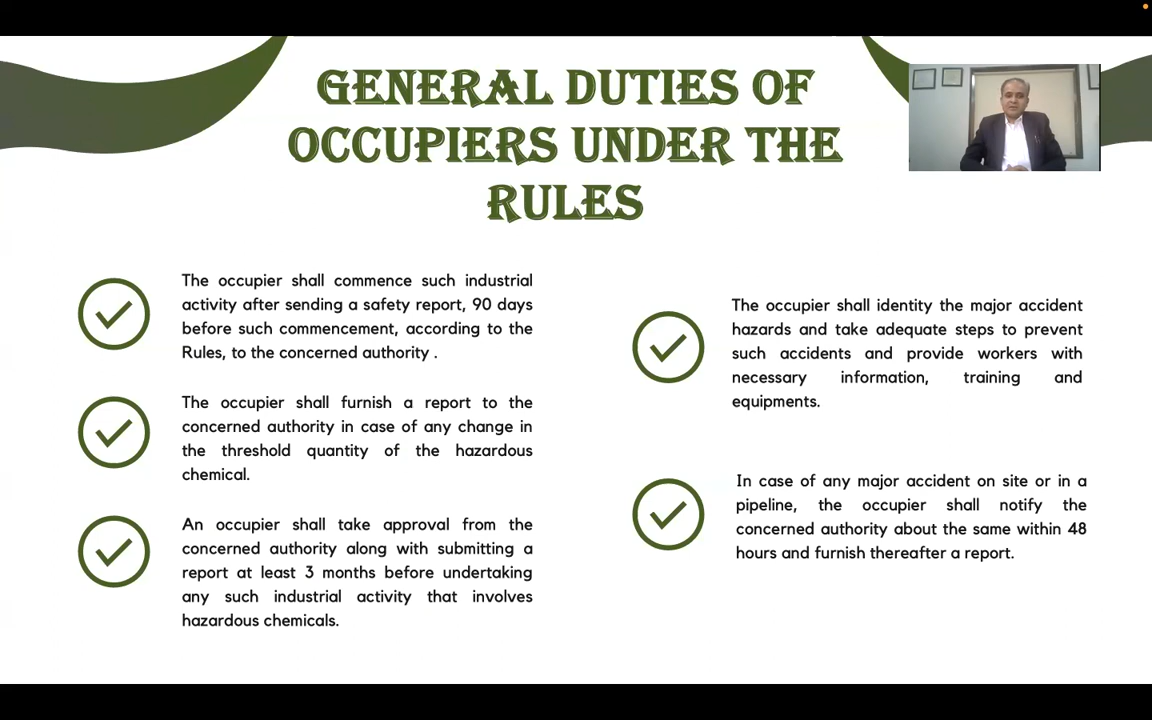 GENERAL DUTIES OF
OCCUPIERS UNDER THE
RULES
The occupier shall commence such industrial
activity after sending a safety report, 90 days
before such commencement, according to the
Rules, to the concerned authority .
The occupier shall furnish a report to the
concerned authority in case of any change in
the threshold quantity of the hazardous
chemical.
An occupier shall take approval from the
concerned authority along with submitting a
report at least 3 months before undertaking
any such industrial activity that involves
hazardous chemicals.
The occupier shall identity the major accident
hazards and take adequate steps to prevent
such accidents and provide workers with
necessary information, training and
equipments.
In case of any major accident on site or in a
pipeline, the occupier shall notify the
concerned authority about the same within 48
hours and furnish thereafter a report.